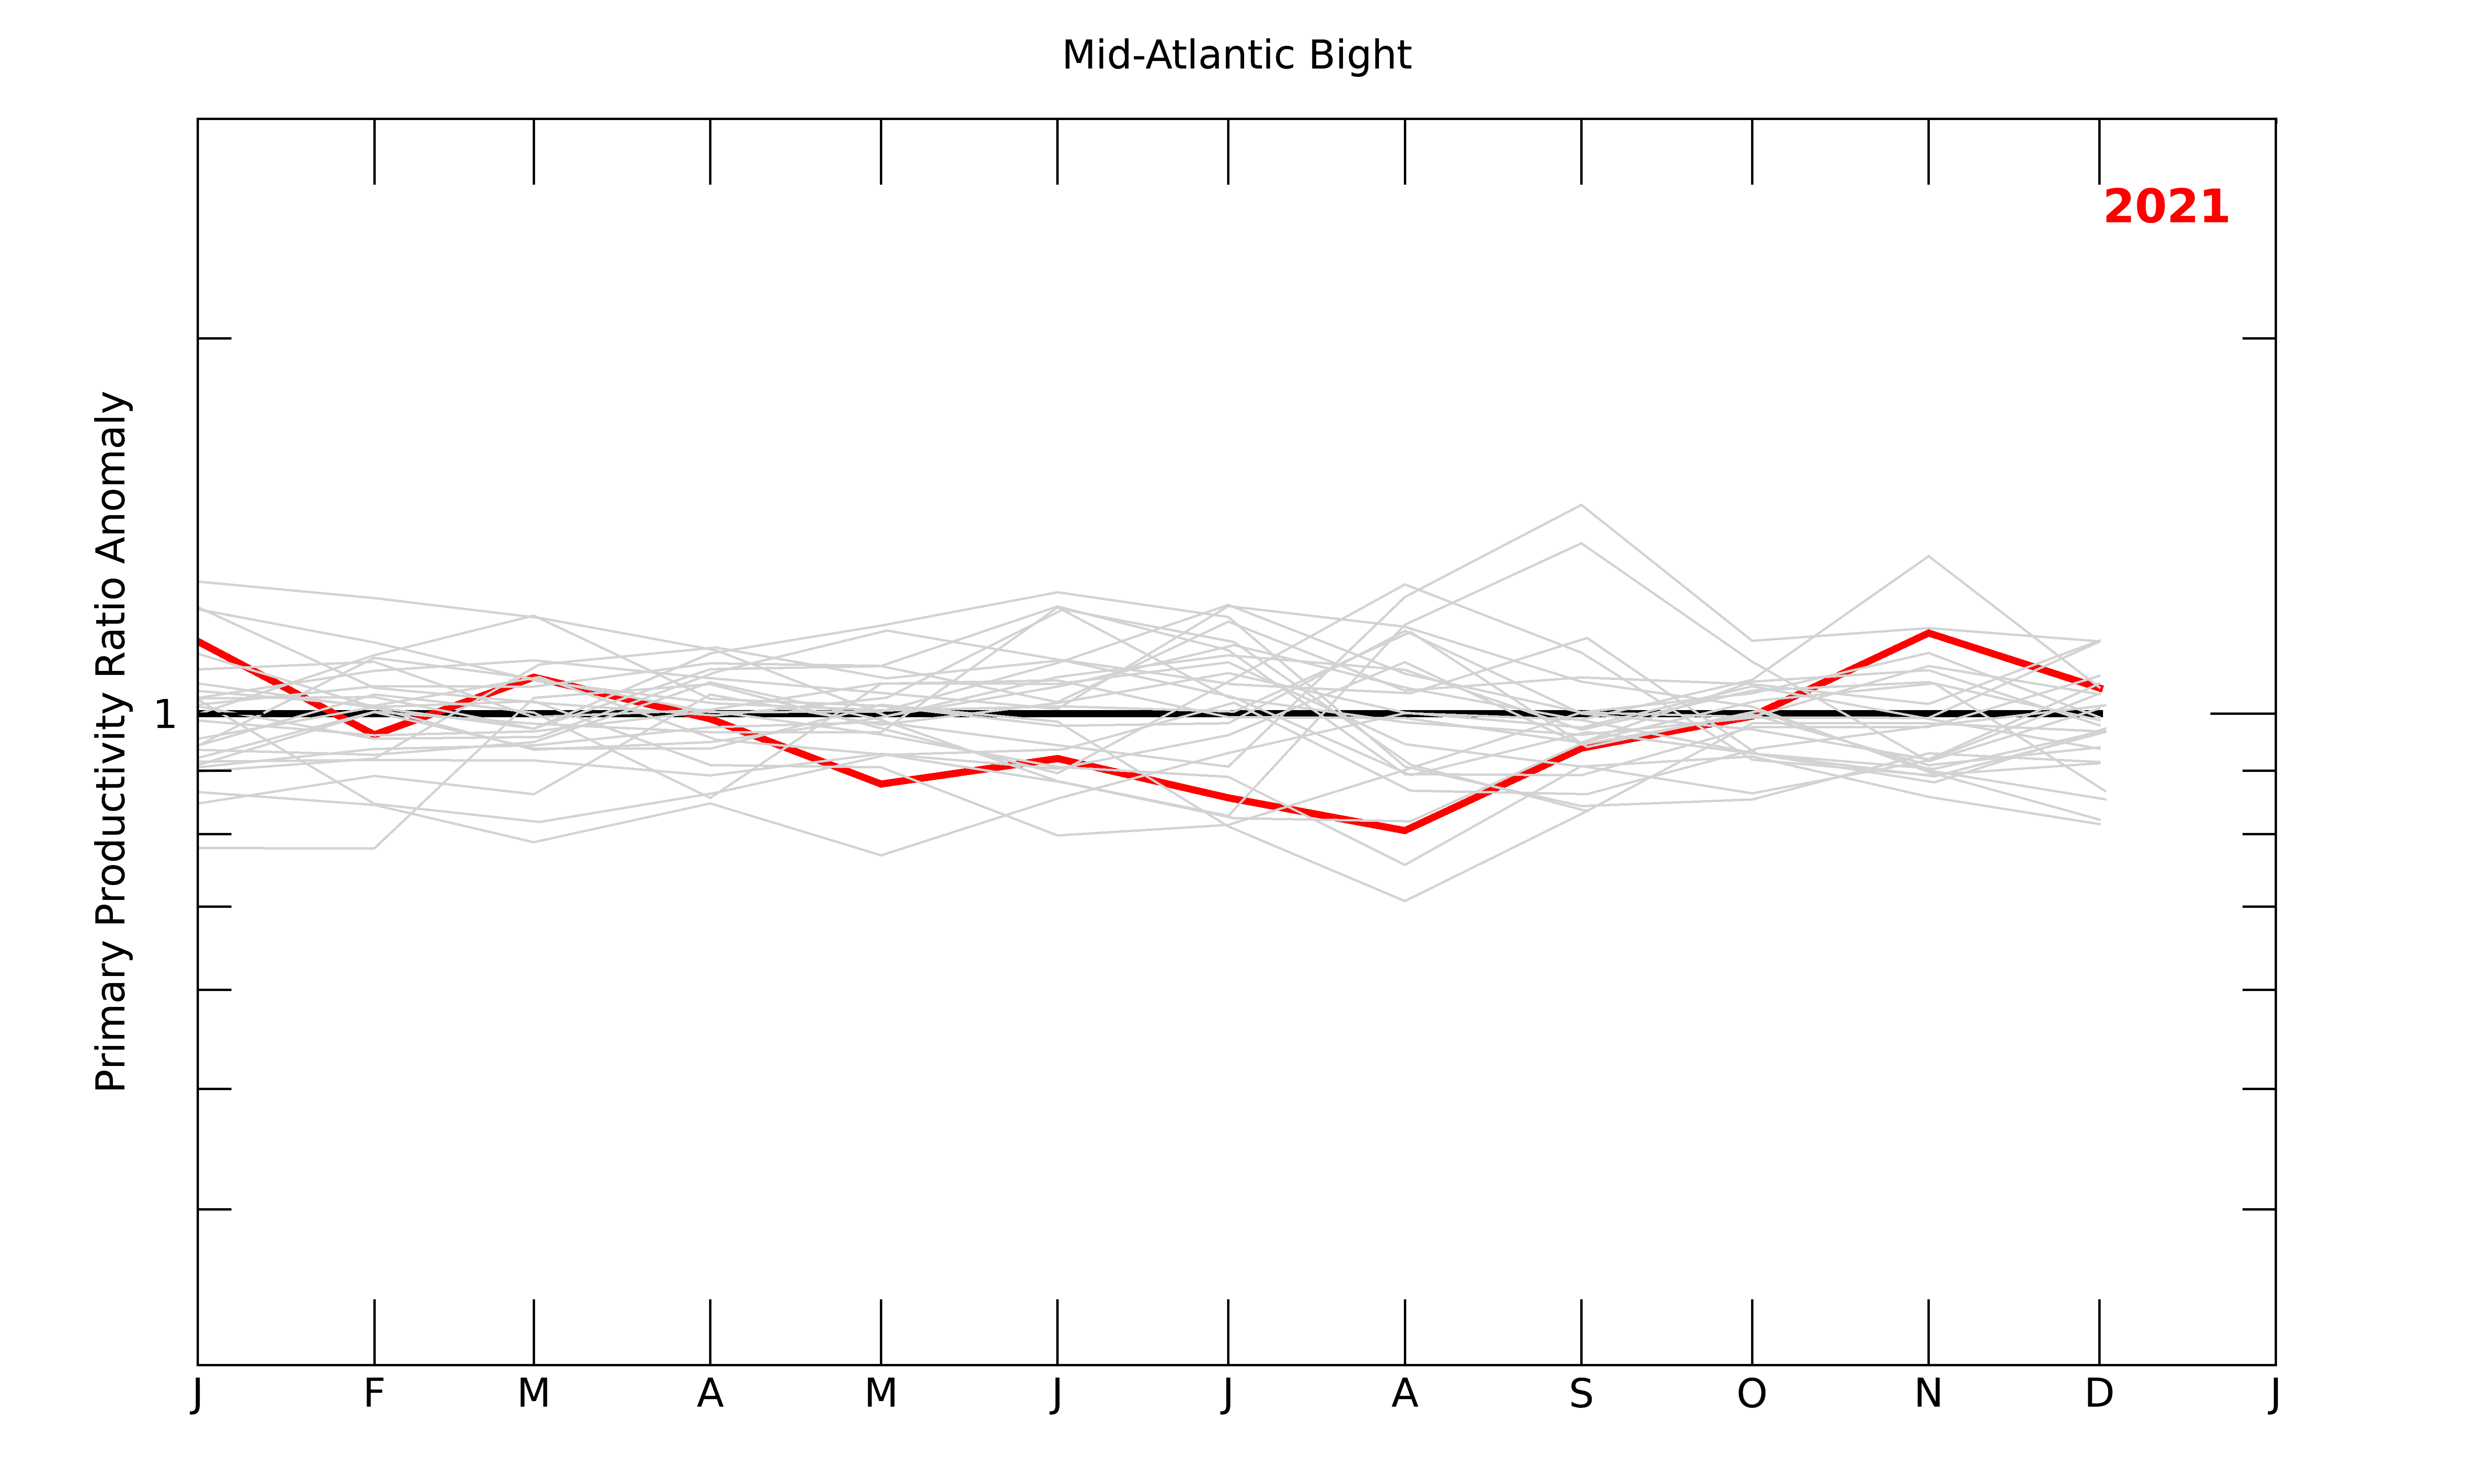 Mid-Atlantic Bight
2021
Primary Productivity Ratio Anomaly
1
J F M A M J J A S O N D J